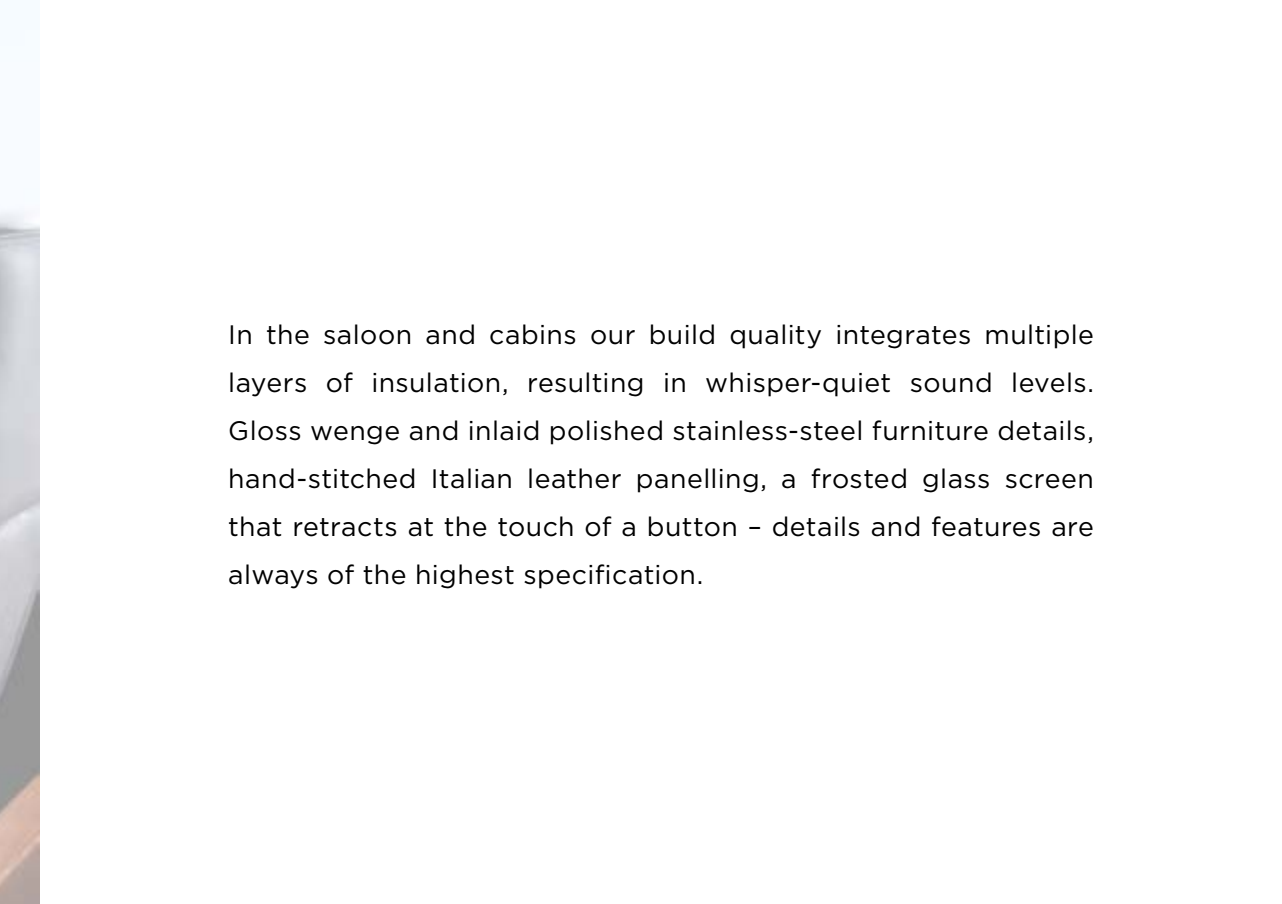 In the saloon and cabins our build quality integrates multiple
layers of insulation, resulting in whisper-quiet sound levels.
Gloss wenge and inlaid polished stainless-steel furniture details,
hand-stitched Italian leather panelling, a frosted glass screen
that retracts at the touch of a button – details and features are
always of the highest specification.